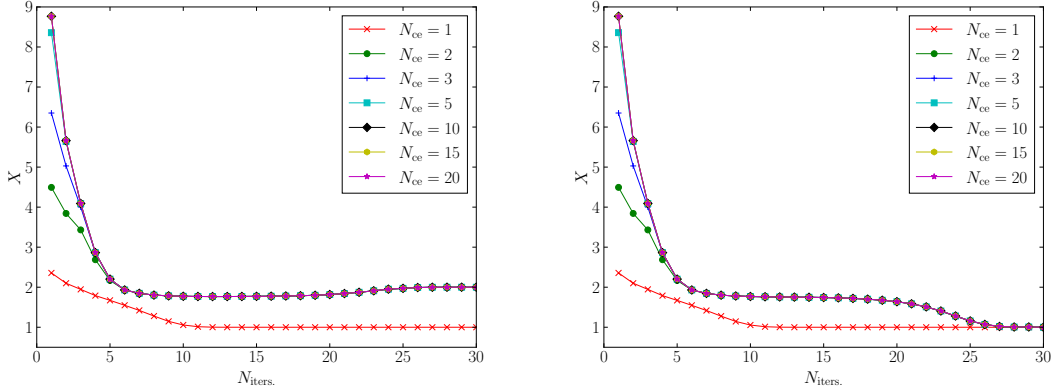 9
8
7
6
5
4
3
2
1
X
0
5
10
15
20
25
30
N_iters.
N_ce = 1
N_ce = 2
N_ce = 3
N_ce = 5
N_ce = 10
N_ce = 15
N_ce = 20
9
8
7
6
5
4
3
2
1
X
0
5
10
15
20
25
30
N_iters.
N_ce = 1
N_ce = 2
N_ce = 3
N_ce = 5
N_ce = 10
N_ce = 15
N_ce = 20